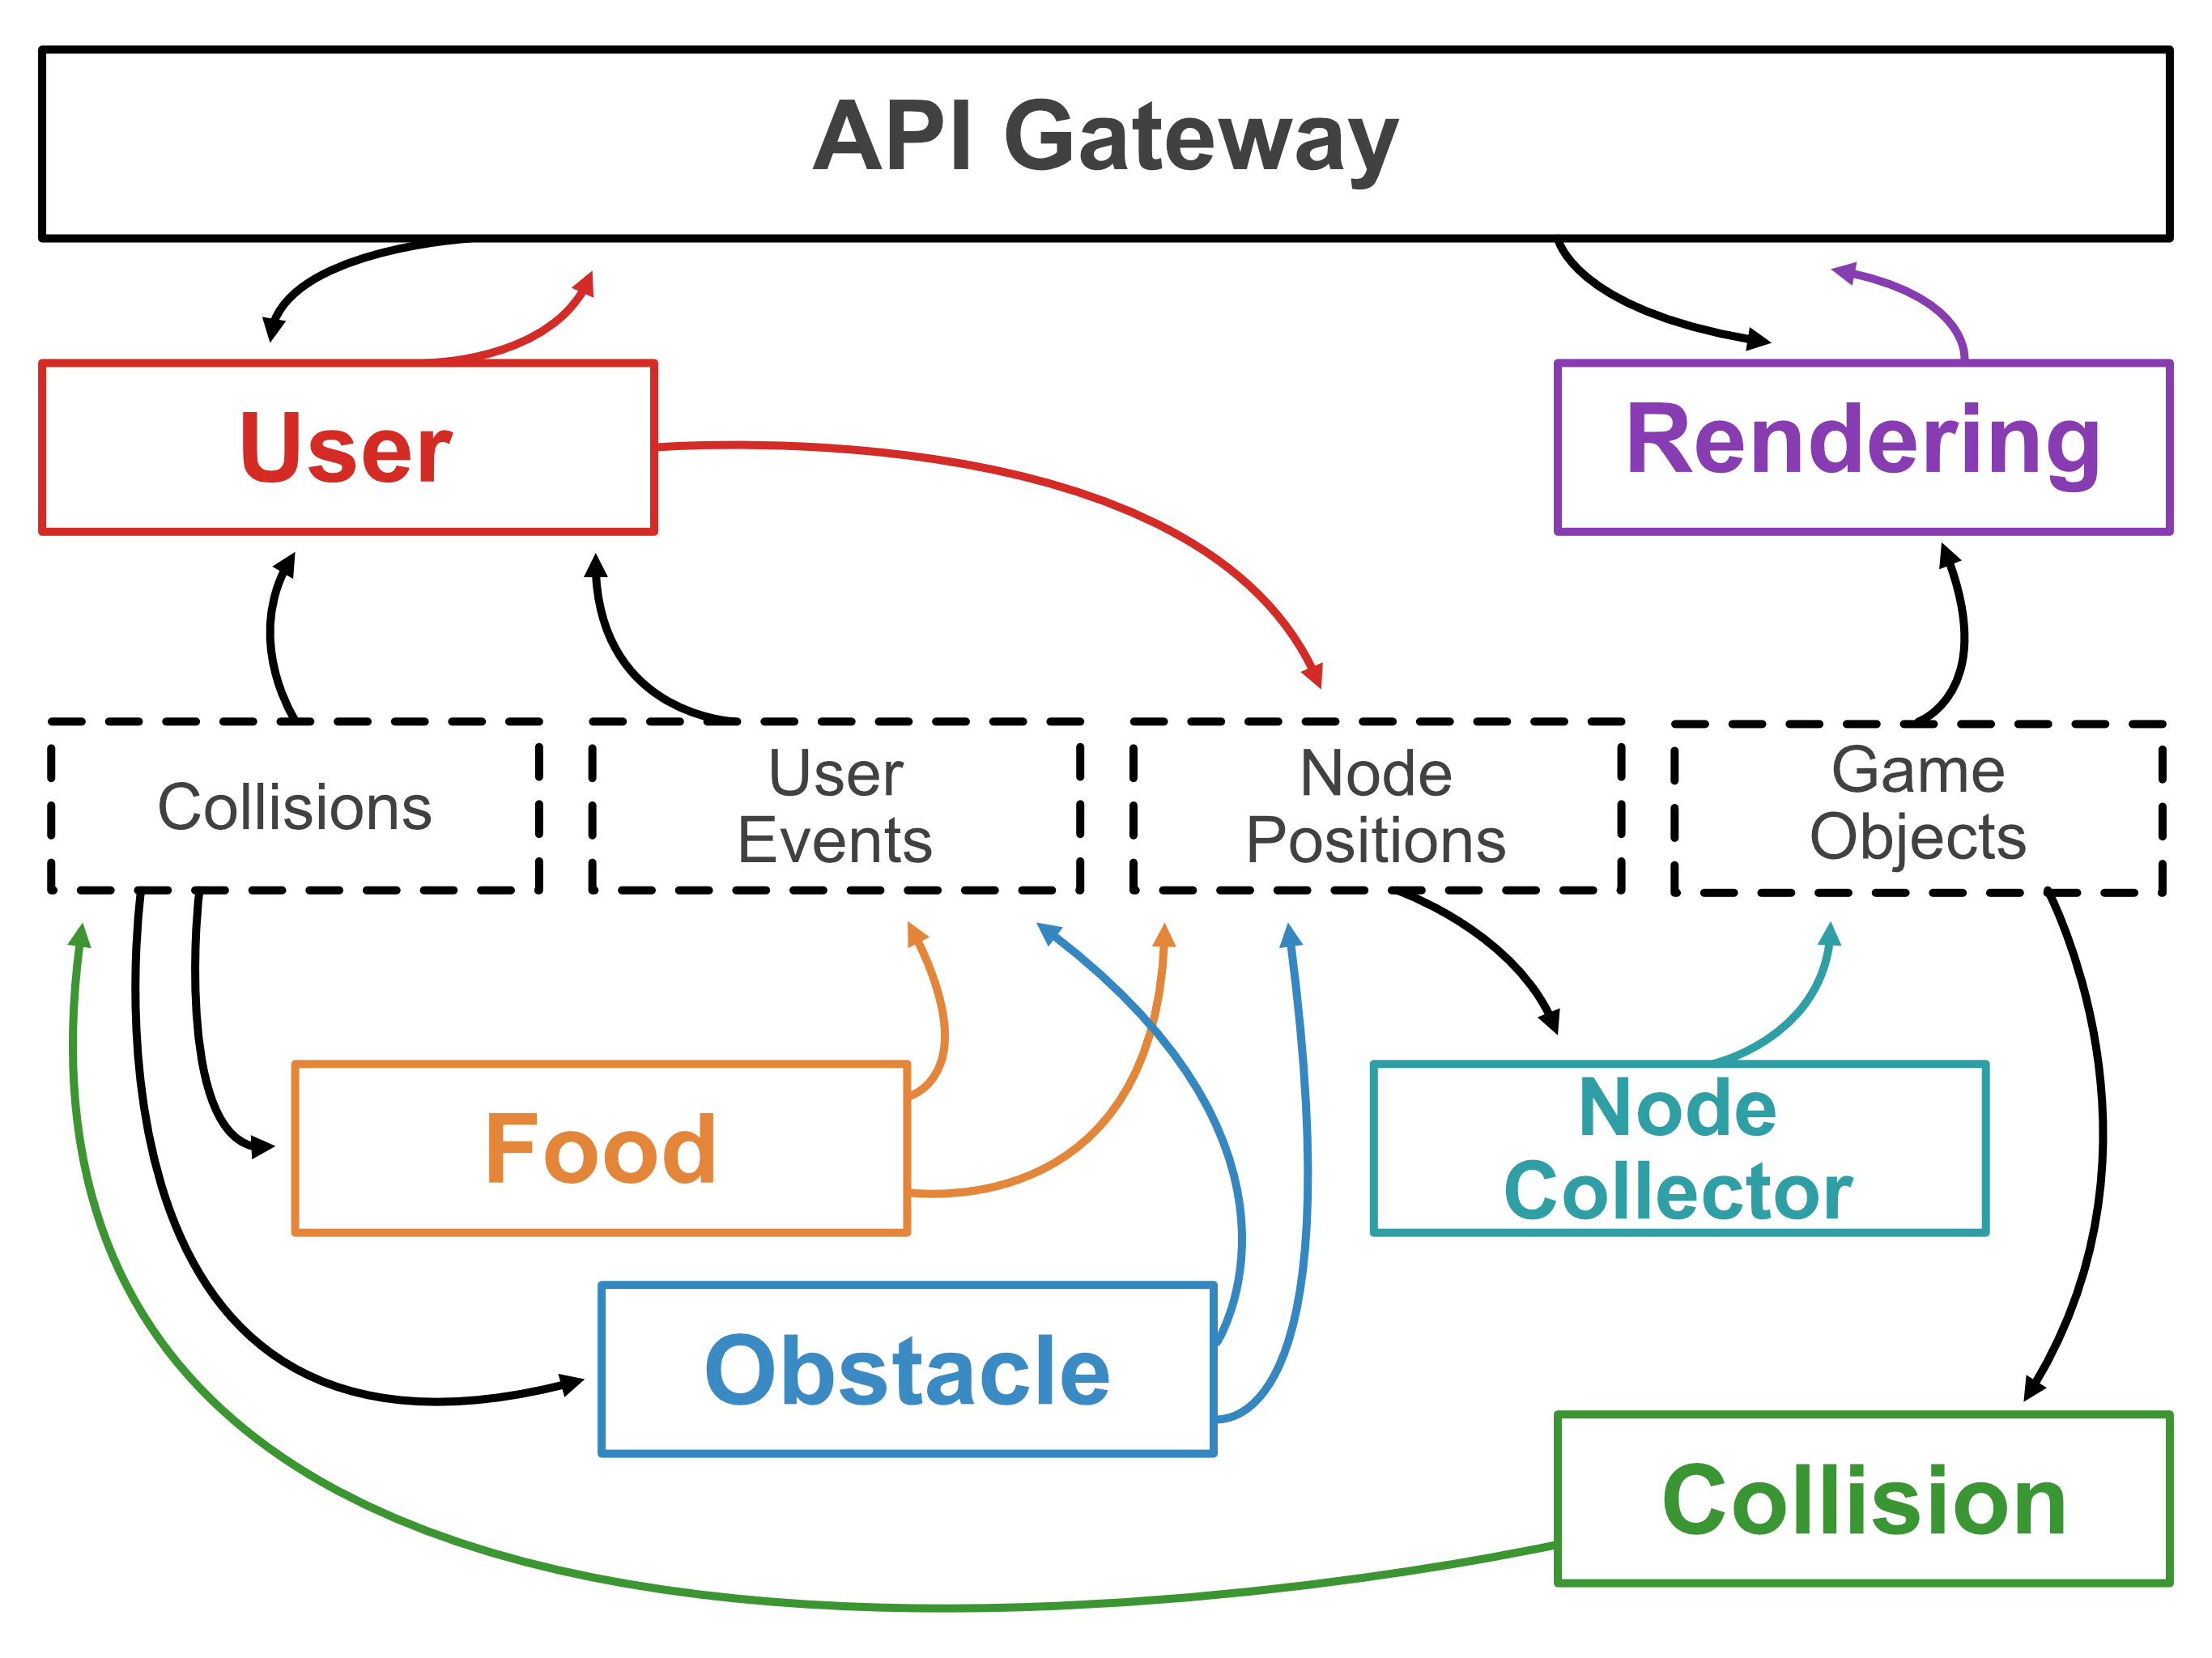 API Gateway
User
Rendering
Collisions
User
Events
Node
Positions
Game
Objects
Food
Node
Collector
Obstacle
Collision